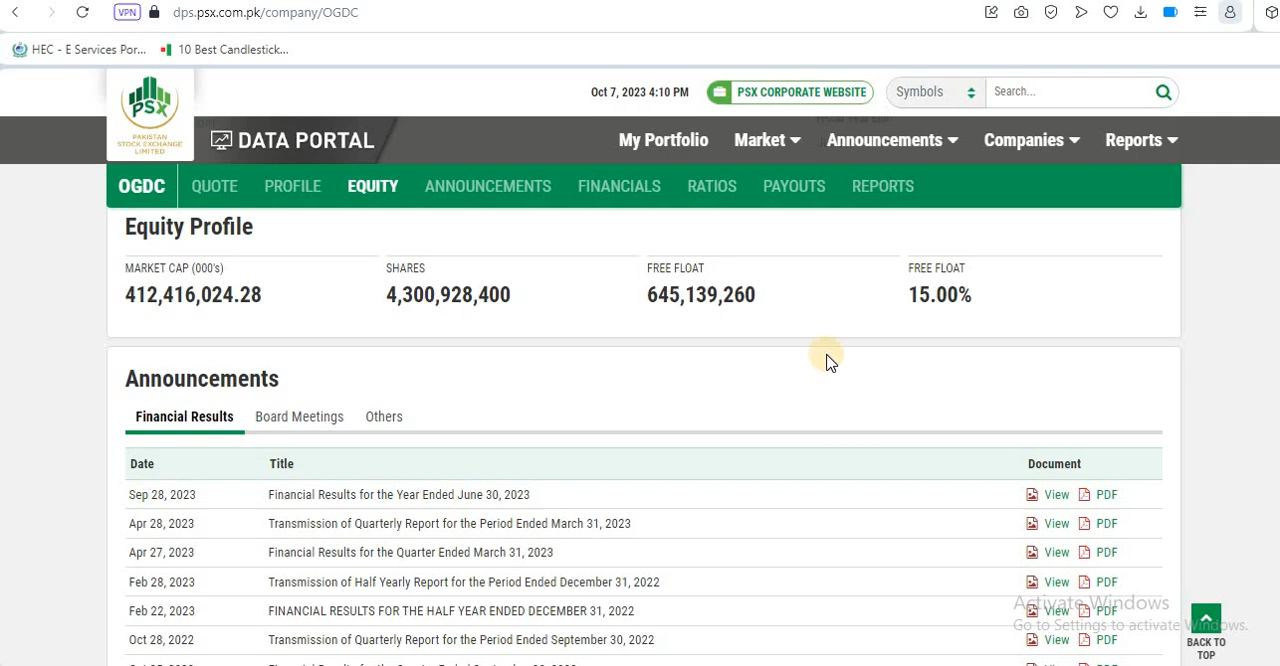 VPN dps.psx.com.pk/company/OGDC
HEC - E Services Por... 10 Best Candlestick...
PSX
PAKISTAN
STOCK EXCHANGE
LIMITED
Oct 7, 2023 4:10 PM PSX CORPORATE WEBSITE Symbols Search...
DATA PORTAL My Portfolio Market Announcements Companies Reports
OGDC QUOTE PROFILE EQUITY ANNOUNCEMENTS FINANCIALS RATIOS PAYOUTS REPORTS
Equity Profile
MARKET CAP (000's) SHARES FREE FLOAT FREE FLOAT
412,416,024.28 4,300,928,400 645,139,260 15.00%
Announcements
Financial Results Board Meetings Others
Date Title Document
Sep 28, 2023 Financial Results for the Year Ended June 30, 2023 View PDF
Apr 28, 2023 Transmission of Quarterly Report for the Period Ended March 31, 2023 View PDF
Apr 27, 2023 Financial Results for the Quarter Ended March 31, 2023 View PDF
Feb 28, 2023 Transmission of Half Yearly Report for the Period Ended December 31, 2022 View PDF
Feb 22, 2023 FINANCIAL RESULTS FOR THE HALF YEAR ENDED DECEMBER 31, 2022 View PDF
Oct 28, 2022 Transmission of Quarterly Report for the Period Ended September 30, 2022 View PDF
Activate Windows
Go to Settings to activate Windows.
BACK TO
TOP